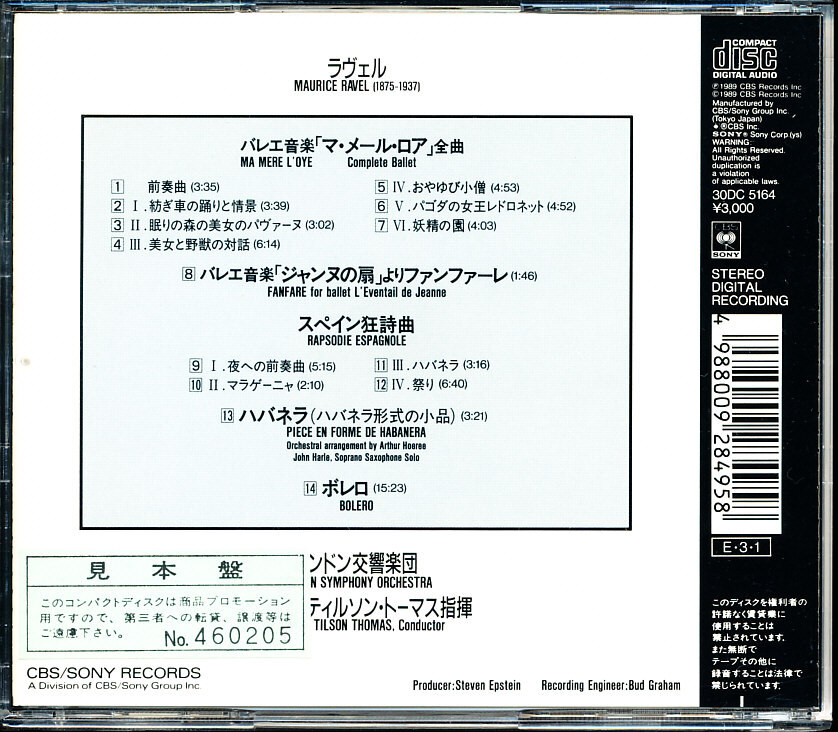 ラヴェル
MAURICE RAVEL (1875-1937)
バレエ音楽「マ・メール・ロア」全曲
MA MERE L'OYE Complete Ballet
1 前奏曲 (3:35)
2 I. 紡ぎ車の踊りと情景 (3:39)
3 II. 眠りの森の美女のパヴァーヌ (3:02)
4 III. 美女と野獣の対話 (6:14)
5 IV. おやゆび小僧 (4:53)
6 V. パゴダの女王レドロネット (4:52)
7 VI. 妖精の園 (4:03)
8 バレエ音楽「ジャンヌの扇」よりファンファーレ (1:46)
FANFARE for ballet L'Eventail de Jeanne
スペイン狂詩曲
RAPSODIE ESPAGNOLE
9 I. 夜への前奏曲 (5:15)
10 II. マラゲーニャ (2:10)
11 III. ハバネラ (3:16)
12 IV. 祭り (6:40)
13 ハバネラ(ハバネラ形式の小品) (3:21)
PIECE EN FORME DE HABANERA
Orchestral arrangement by Arthur Hoeree
John Harle, Soprano Saxophone Solo
14 ボレロ (15:23)
BOLERO
ンドン交響楽団
N SYMPHONY ORCHESTRA
ティルソン・トーマス指揮
TILSON THOMAS, Conductor
見本盤
このコンパクトディスクは商品プロモーション
用ですので、第三者への転貸、譲渡等は
ご遠慮下さい。
No. 460205
CBS/SONY RECORDS
A Division of CBS/Sony Group Inc.
Producer:Steven Epstein Recording Engineer:Bud Graham
COMPACT
disc
DIGITAL AUDIO
Ⓟ1989 CBS Records Inc
©1989 CBS Records Inc.
Manufactured by
CBS/Sony Group Inc.
(Tokyo Japan)
®CBS Inc.
SONY® Sony Corp.(ys)
WARNING:
All Rights Reserved.
Unauthorized
duplication is
a violation
of applicable laws.
30DC 5164
¥3,000
CBS
SONY
STEREO
DIGITAL
RECORDING
4 988009 284958
E・3・1
このディスクを権利者の
許諾なく賃貸業に
使用することは
禁止されています。
また無断で
テープその他に
録音することは法律で
禁じられています。
I